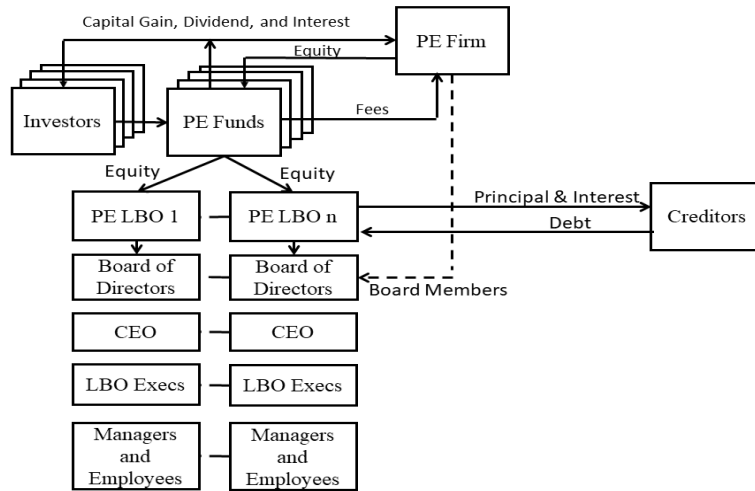 Capital Gain, Dividend, and Interest
PE Firm
Equity
Investors
PE Funds
Fees
Equity
Equity
PE LBO 1
PE LBO n
Principal & Interest
Debt
Creditors
Board of
Directors
Board of
Directors
Board Members
CEO
CEO
LBO Execs
LBO Execs
Managers
and
Employees
Managers
and
Employees